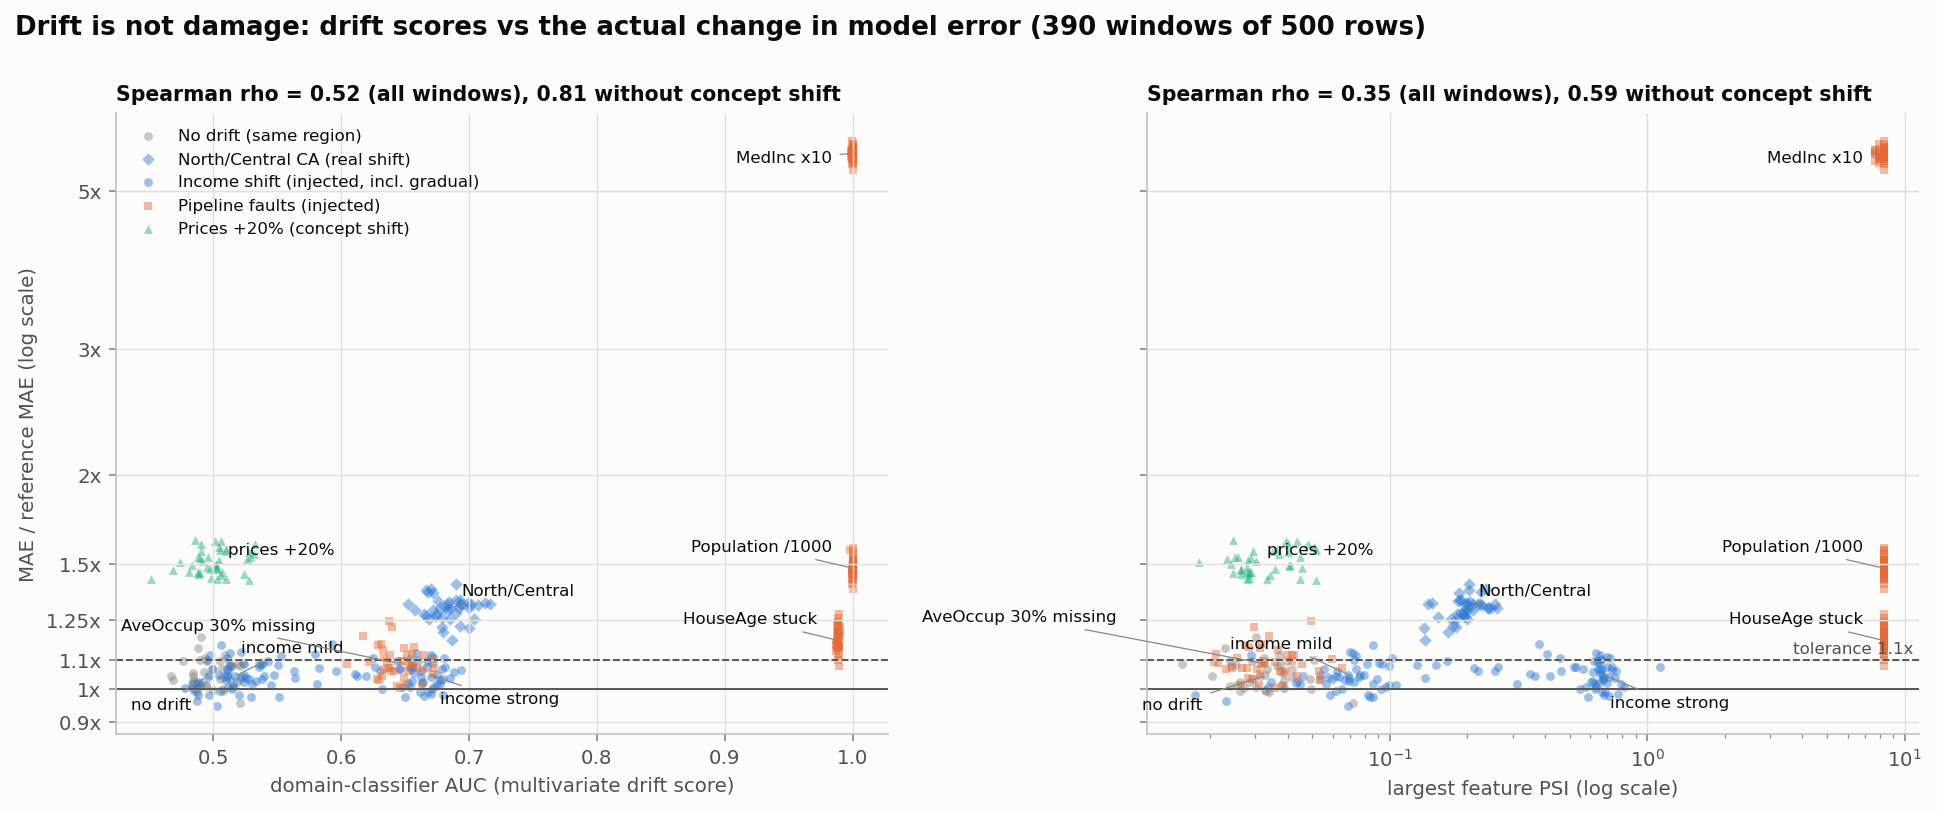 Drift is not damage: drift scores vs the actual change in model error (390 windows of 500 rows)
Spearman rho = 0.52 (all windows), 0.81 without concept shift
No drift (same region)
North/Central CA (real shift)
Income shift (injected, incl. gradual)
Pipeline faults (injected)
Prices +20% (concept shift)
MedInc x10
prices +20%
Population /1000
North/Central
AveOccup 30% missing
HouseAge stuck
income mild
income strong
no drift
5x
3x
2x
1.5x
1.25x
1.1x
1x
0.9x
MAE / reference MAE (log scale)
0.5
0.6
0.7
0.8
0.9
1.0
domain-classifier AUC (multivariate drift score)
Spearman rho = 0.35 (all windows), 0.59 without concept shift
MedInc x10
prices +20%
Population /1000
North/Central
AveOccup 30% missing
HouseAge stuck
income mild
tolerance 1.1x
no drift
income strong
10⁻¹
10⁰
10¹
largest feature PSI (log scale)